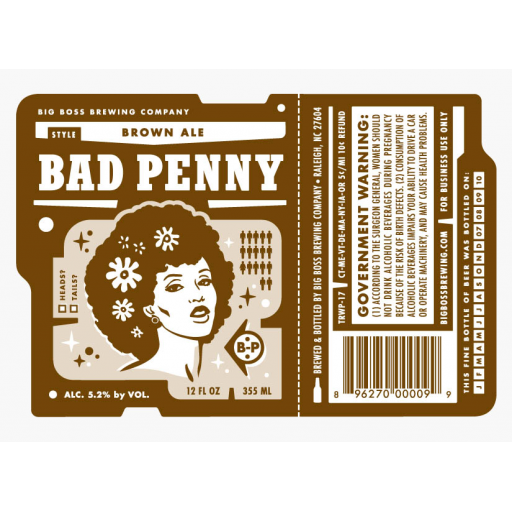 BIG BOSS BREWING COMPANY
STYLE
BROWN ALE
BAD PENNY
HEADS?
TAILS?
B-P
ALC. 5.2% by VOL.
12 FL OZ
355 ML
BREWED & BOTTLED BY BIG BOSS BREWING COMPANY • RALEIGH, NC 27604
TRWP-17
CT-ME-VT-DE-MA-NY-IA-OR 5¢/MI 10¢ REFUND
GOVERNMENT WARNING:
(1) ACCORDING TO THE SURGEON GENERAL, WOMEN SHOULD
NOT DRINK ALCOHOLIC BEVERAGES DURING PREGNANCY
BECAUSE OF THE RISK OF BIRTH DEFECTS. (2) CONSUMPTION OF
ALCOHOLIC BEVERAGES IMPAIRS YOUR ABILITY TO DRIVE A CAR
OR OPERATE MACHINERY, AND MAY CAUSE HEALTH PROBLEMS.
BIGBOSSBREWING.COM
FOR BUSINESS USE ONLY
8 96270 00009 9
THIS FINE BOTTLE OF BEER WAS BOTTLED ON:
J F M A M J J A S O N D 07 08 09 10